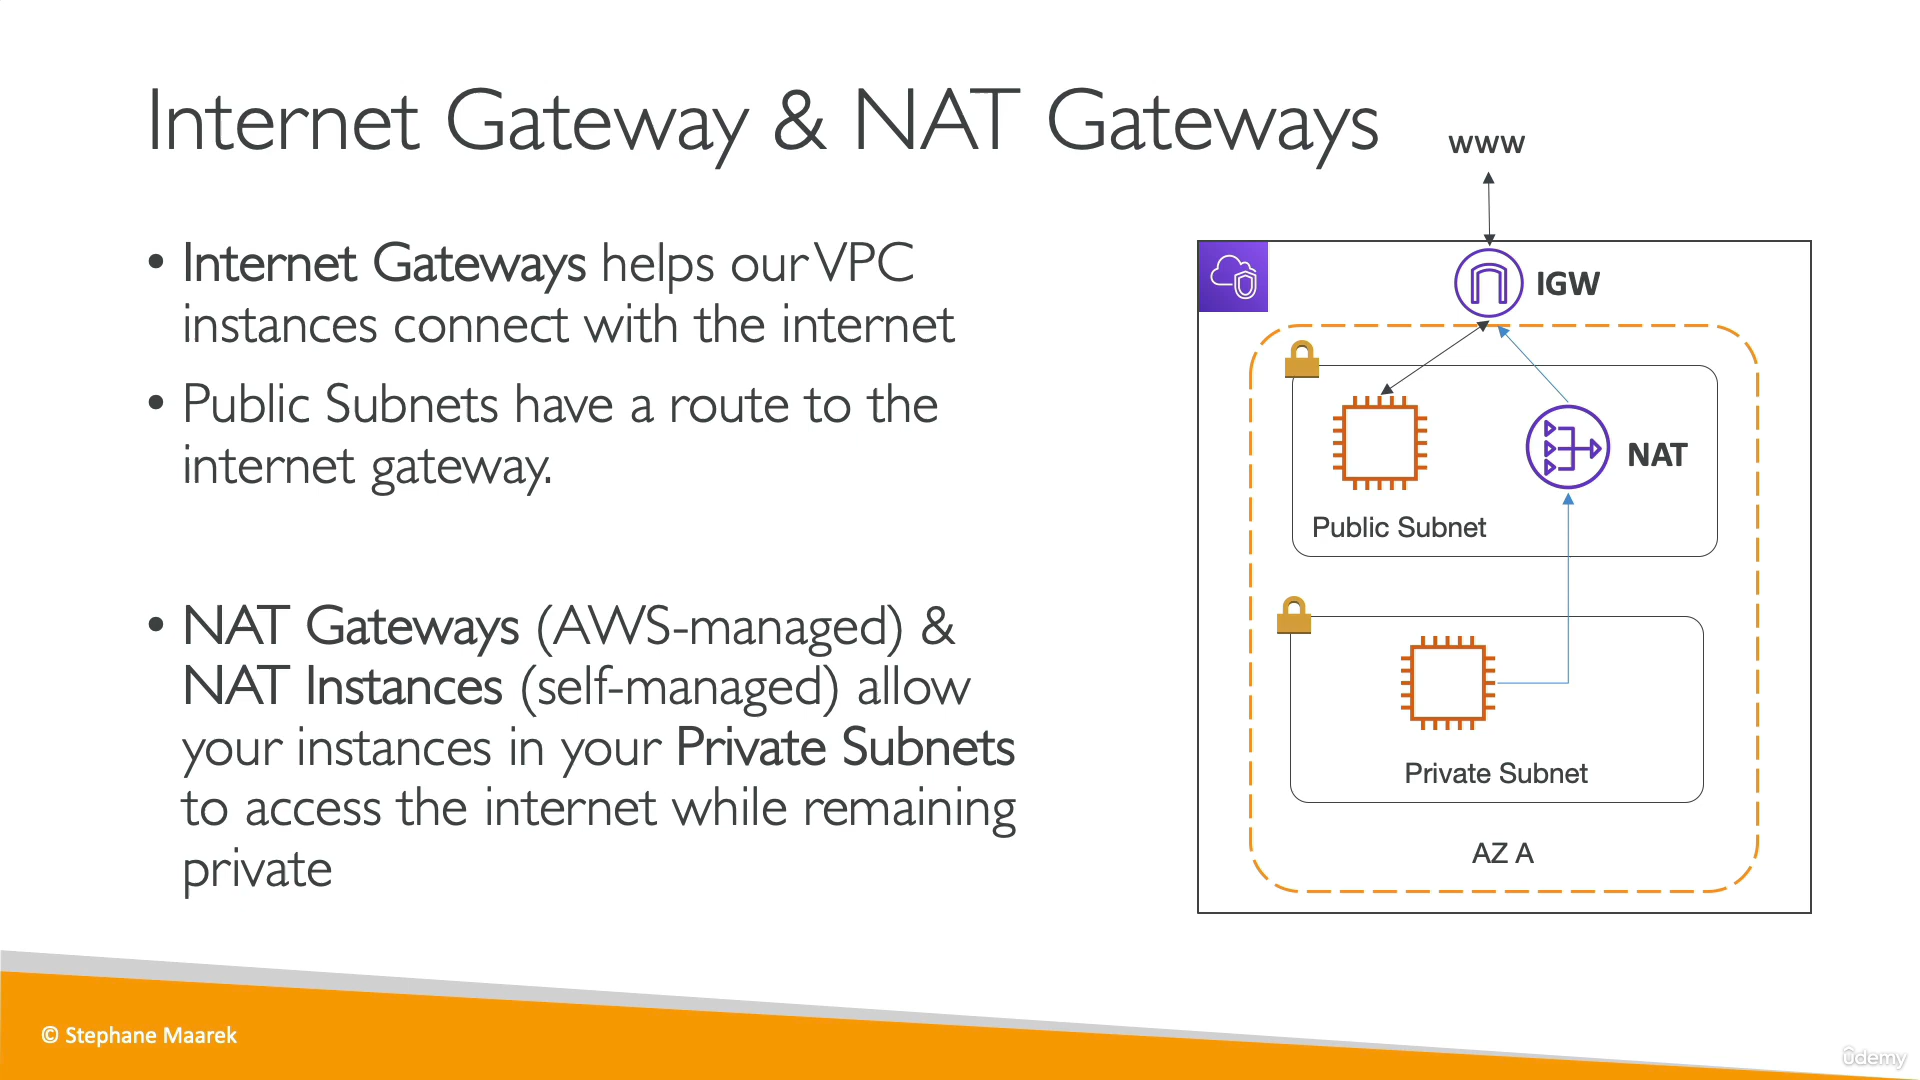 Internet Gateway & NAT Gateways
• Internet Gateways helps our VPC
instances connect with the internet
• Public Subnets have a route to the
internet gateway.
• NAT Gateways (AWS-managed) &
NAT Instances (self-managed) allow
your instances in your Private Subnets
to access the internet while remaining
private
www
IGW
NAT
Public Subnet
Private Subnet
AZ A
© Stephane Maarek
ûdemy